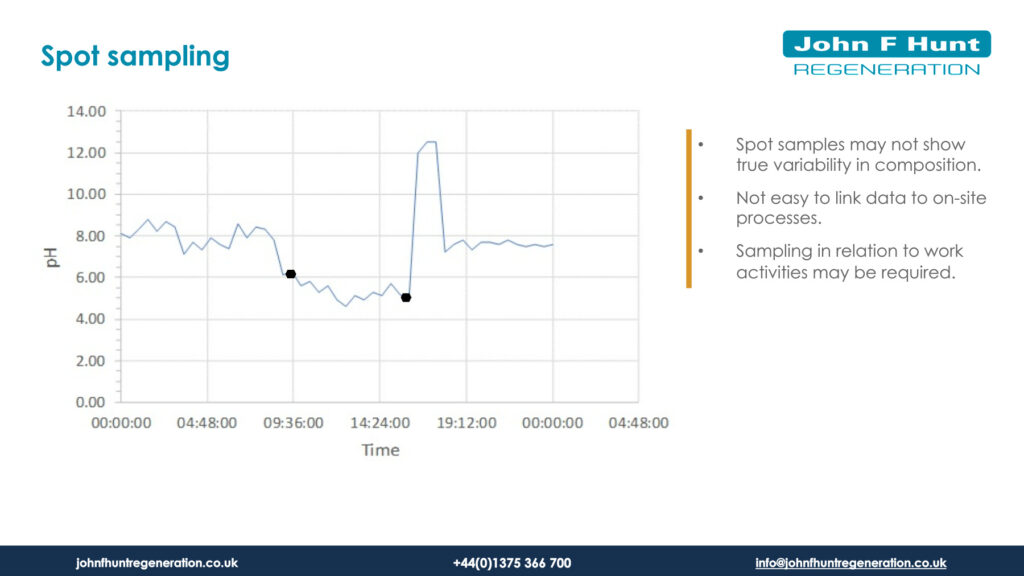 Spot sampling
John F Hunt
REGENERATION
14.00
12.00
10.00
8.00
6.00
4.00
2.00
0.00
pH
00:00:00 04:48:00 09:36:00 14:24:00 19:12:00 00:00:00 04:48:00
Time
• Spot samples may not show
true variability in composition.
• Not easy to link data to on-site
processes.
• Sampling in relation to work
activities may be required.
johnfhuntregeneration.co.uk
+44(0)1375 366 700
info@johnfhuntregeneration.co.uk